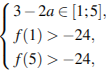 3 − 2a ∈ [1;5],
f(1) > −24,
f(5) > −24,